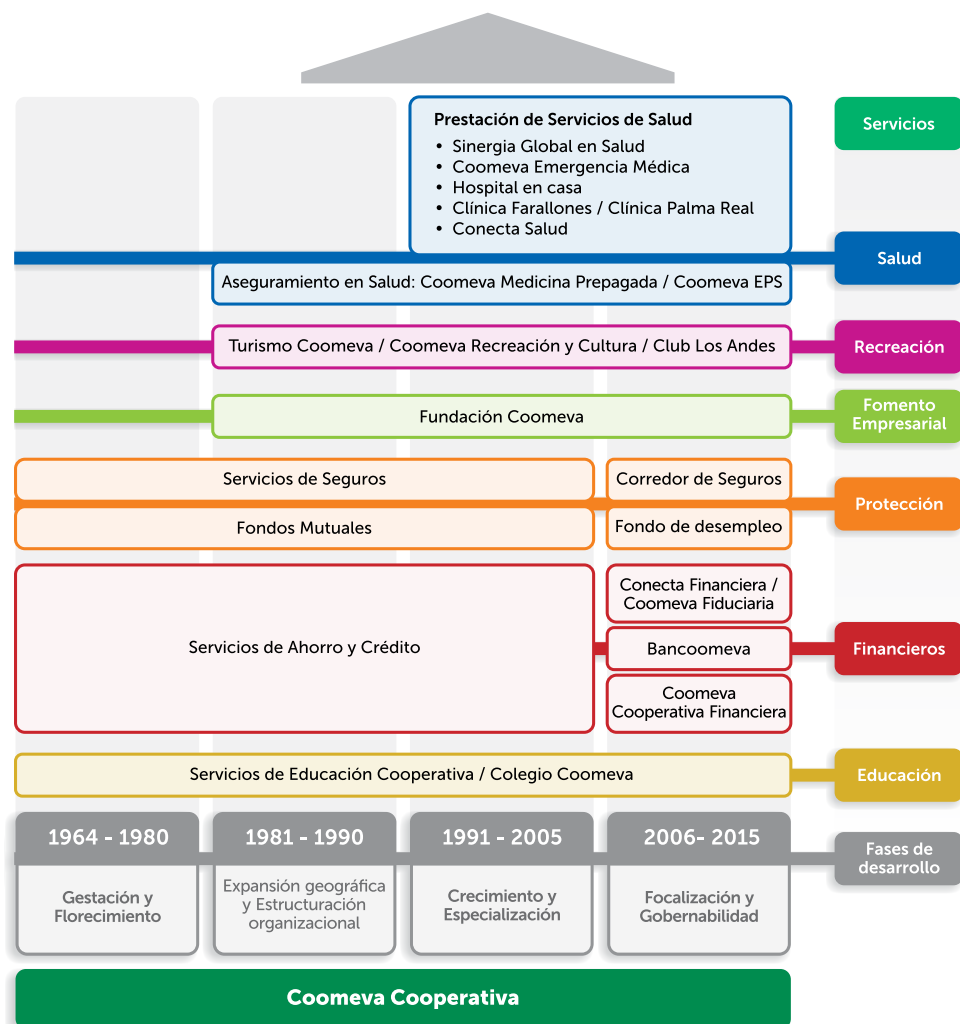 Prestación de Servicios de Salud
• Sinergia Global en Salud
• Coomeva Emergencia Médica
• Hospital en casa
• Clínica Farallones / Clínica Palma Real
• Conecta Salud
Servicios
Salud
Aseguramiento en Salud: Coomeva Medicina Prepagada / Coomeva EPS
Turismo Coomeva / Coomeva Recreación y Cultura / Club Los Andes
Recreación
Fundación Coomeva
Fomento
Empresarial
Servicios de Seguros
Corredor de Seguros
Protección
Fondos Mutuales
Fondo de desempleo
Servicios de Ahorro y Crédito
Conecta Financiera /
Coomeva Fiduciaria
Bancoomeva
Coomeva
Cooperativa Financiera
Financieros
Servicios de Educación Cooperativa / Colegio Coomeva
Educación
1964 - 1980
1981 - 1990
1991 - 2005
2006- 2015
Fases de
desarrollo
Gestación y
Florecimiento
Expansión geográfica
y Estructuración
organizacional
Crecimiento y
Especialización
Focalización y
Gobernabilidad
Coomeva Cooperativa